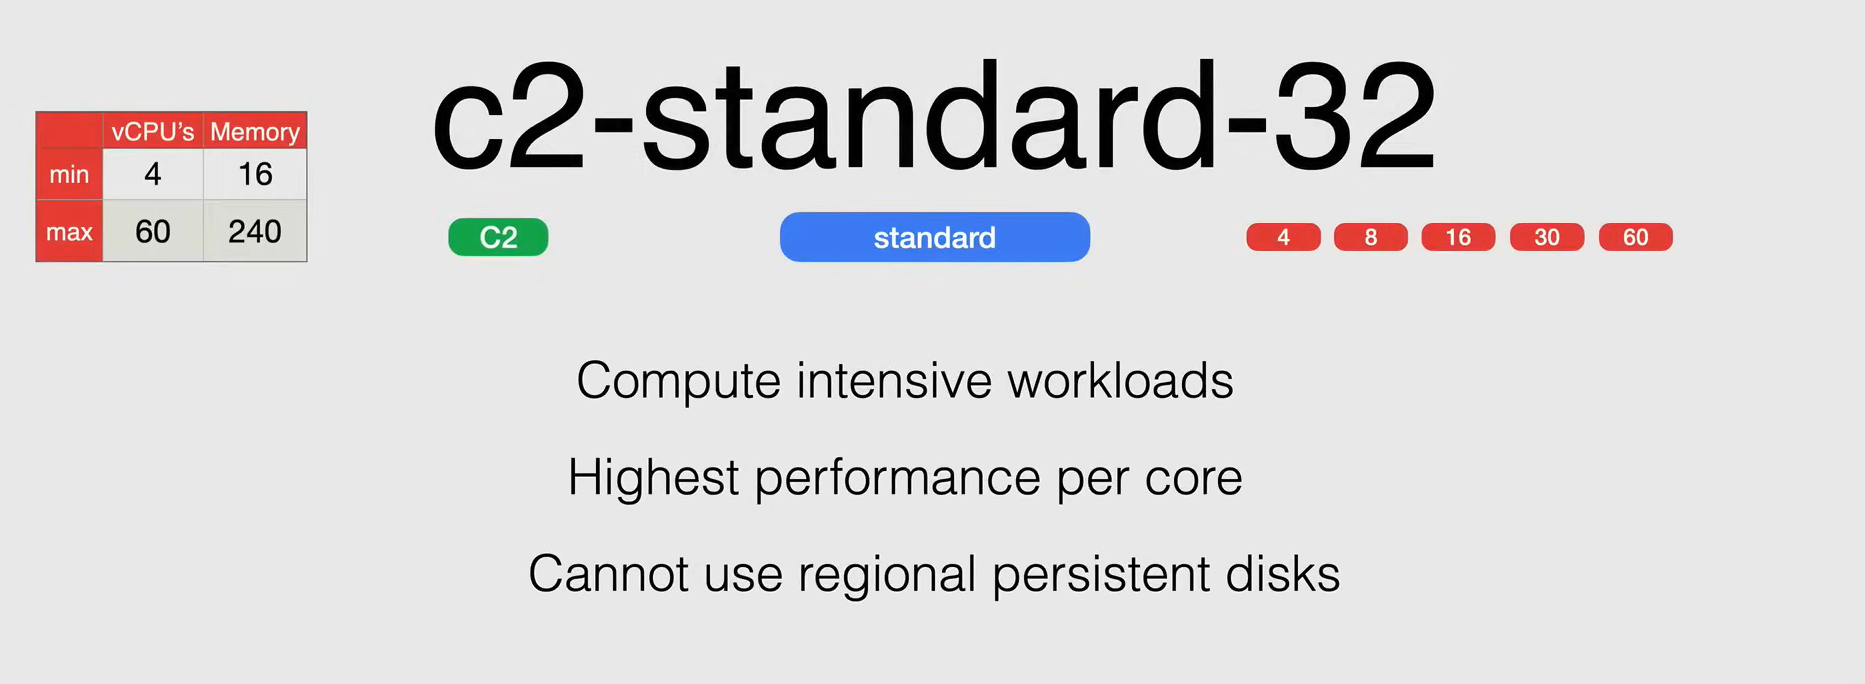 c2-standard-32
vCPU's Memory
min 4 16
max 60 240
C2 standard 4 8 16 30 60
Compute intensive workloads
Highest performance per core
Cannot use regional persistent disks